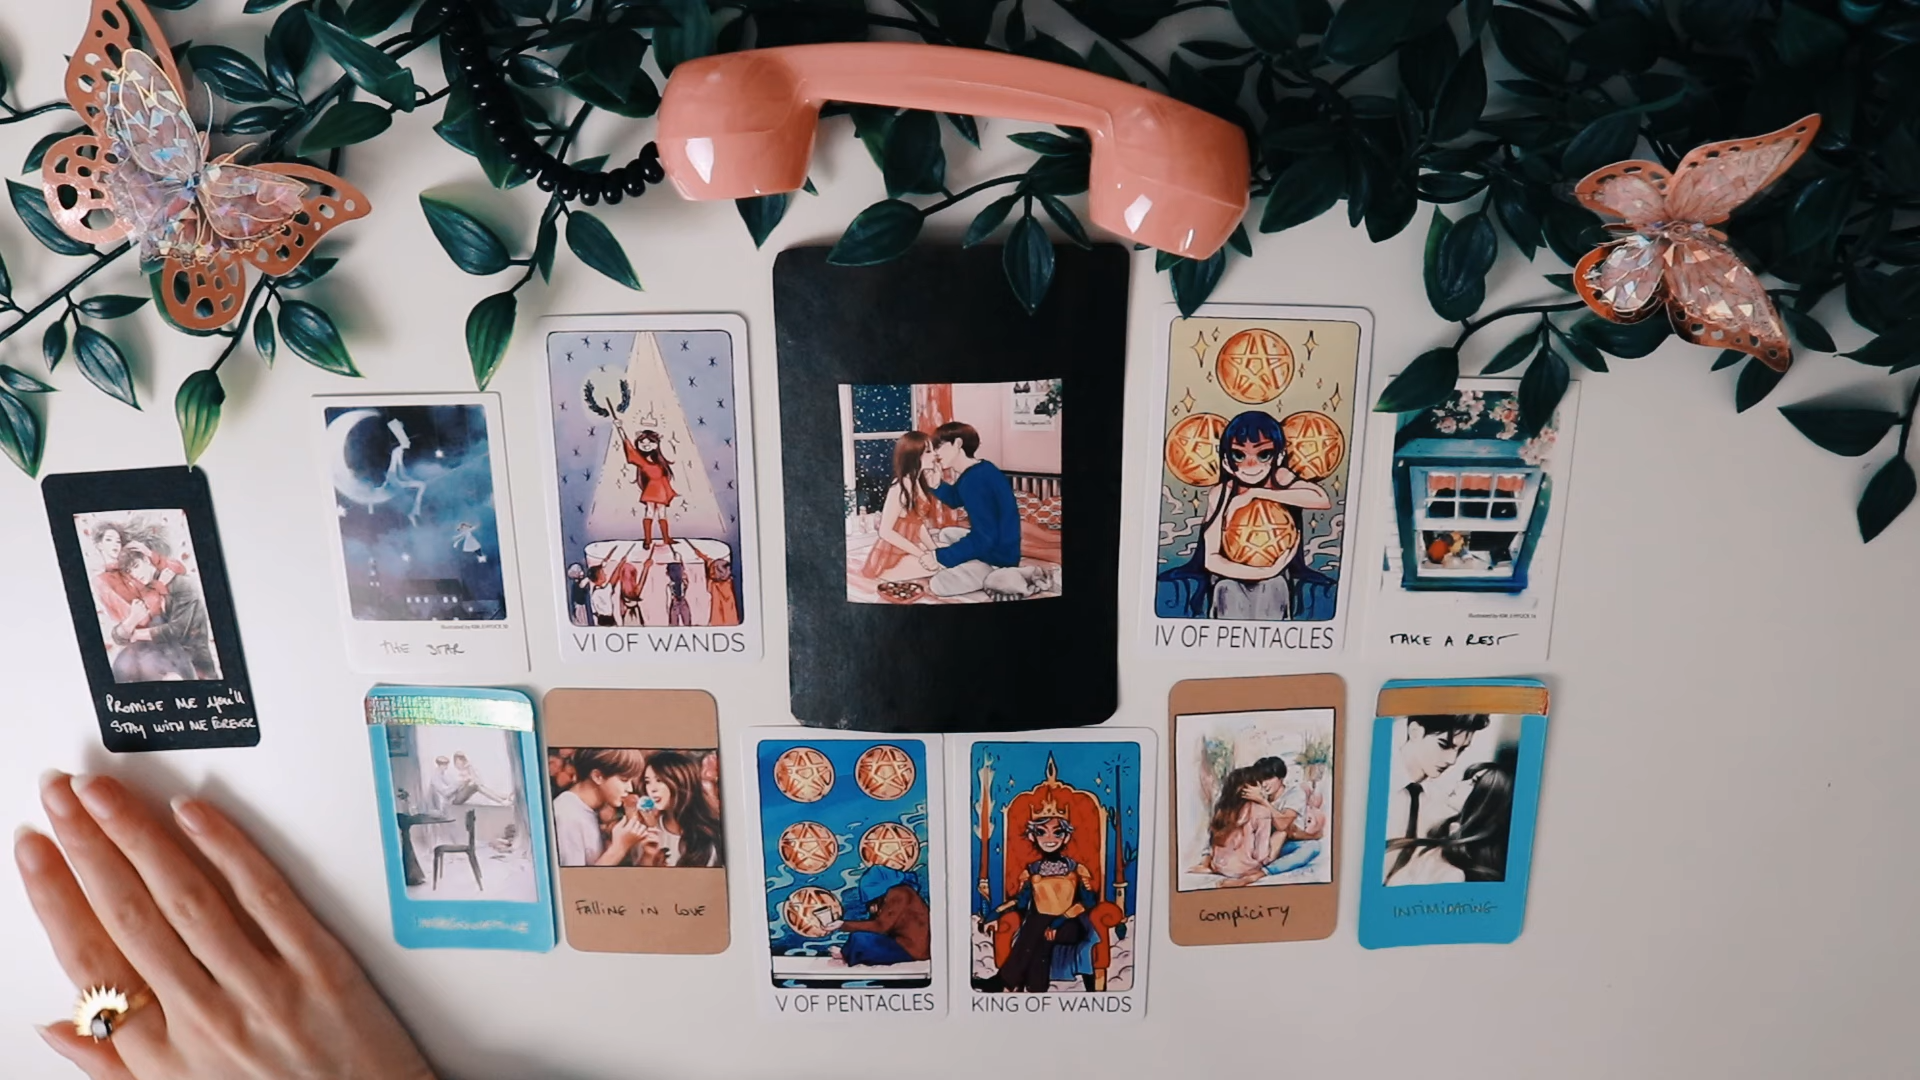 VI OF WANDS
IV OF PENTACLES
THE STAR
TAKE A REST
PROMISE ME YOU'LL
STAY WITH ME FOREVER
FALLING IN LOVE
COMPLICITY
INTIMIDATING
V OF PENTACLES
KING OF WANDS